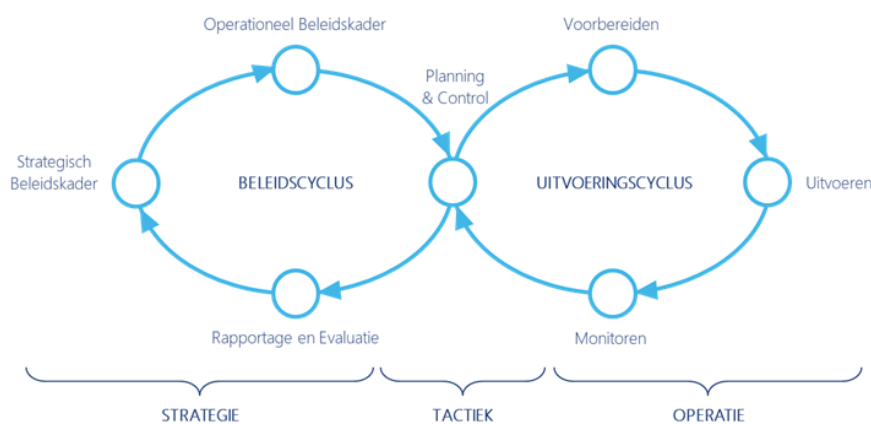 Operationeel Beleidskader
Voorbereiden
Planning
& Control
Strategisch
Beleidskader
BELEIDSCYCLUS
UITVOERINGSCYCLUS
Uitvoeren
Rapportage en Evaluatie
Monitoren
STRATEGIE
TACTIEK
OPERATIE